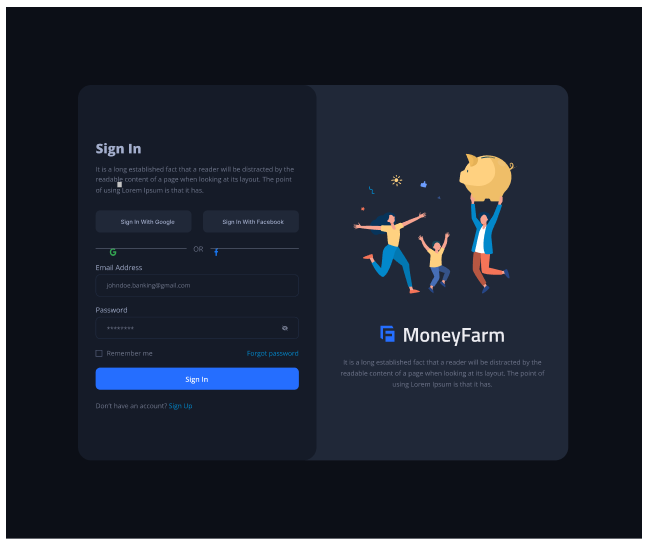 Sign In
It is a long established fact that a reader will be distracted by the
readable content of a page when looking at its layout. The point
of using Lorem Ipsum is that it has.
Sign In With Google
Sign In With Facebook
OR
Email Address
johndoe.banking@gmail.com
Password
********
Remember me
Forgot password
Sign In
Don't have an account? Sign Up
MoneyFarm
It is a long established fact that a reader will be distracted by the
readable content of a page when looking at its layout. The point of
using Lorem Ipsum is that it has.